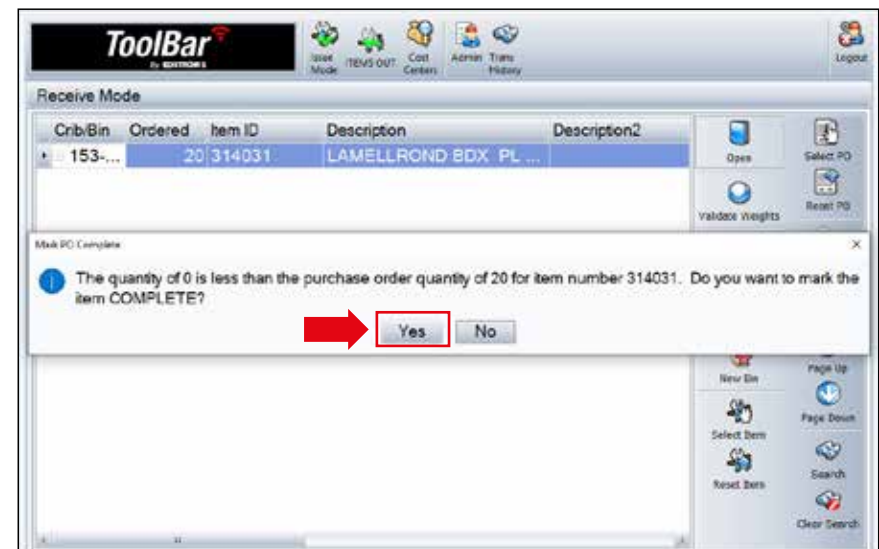 ToolBar
By EDITRON
Issue Mode
ITEMS OUT
Cost Centers
Admin
Trans History
Logout
Receive Mode
Crib/Bin Ordered Item ID Description Description2
153-... 20 314031 LAMELLROND BDX PL ...
Open
Select PO
Validate Weights
Reset PO
Mark PO Complete
The quantity of 0 is less than the purchase order quantity of 20 for item number 314031. Do you want to mark the
item COMPLETE?
Yes No
New Bin
Page Up
Select Item
Page Down
Reset Item
Search
Clear Search